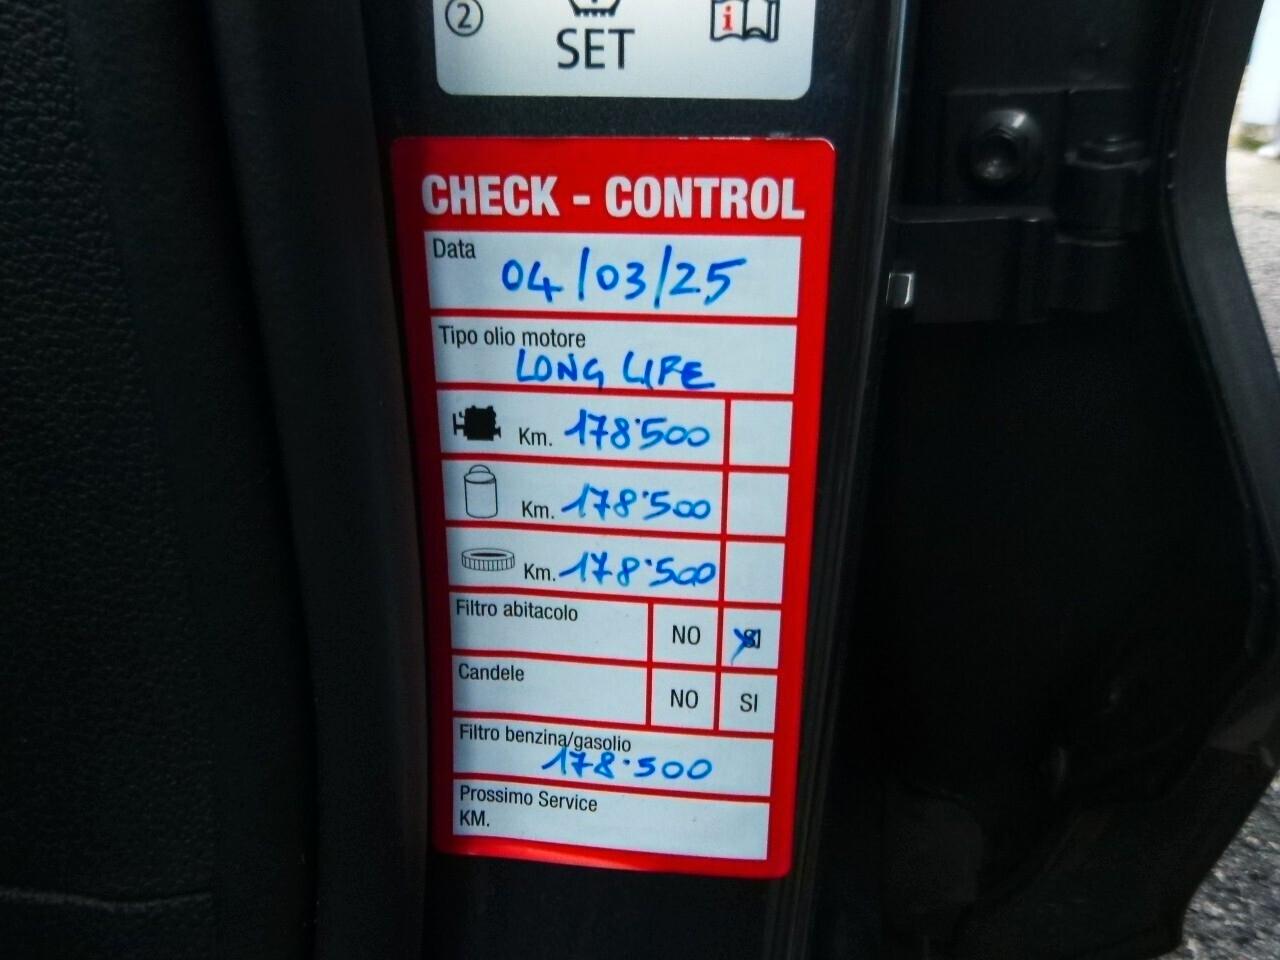 ② SET i
CHECK - CONTROL
Data
04/03/25
Tipo olio motore
LONG LIFE
Km. 178'500
Km. 178'500
Km. 178'500
Filtro abitacolo NO SI
Candele NO SI
Filtro benzina/gasolio
178.500
Prossimo Service
KM.